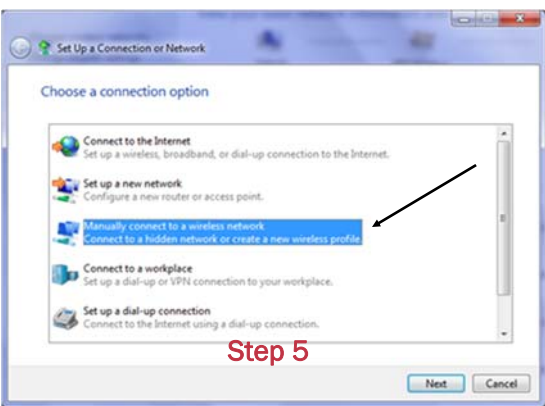 Set Up a Connection or Network
Choose a connection option
Connect to the Internet
Set up a wireless, broadband, or dial-up connection to the Internet.
Set up a new network
Configure a new router or access point.
Manually connect to a wireless network
Connect to a hidden network or create a new wireless profile.
Connect to a workplace
Set up a dial-up or VPN connection to your workplace.
Set up a dial-up connection
Connect to the Internet using a dial-up connection.
Step 5
Next Cancel